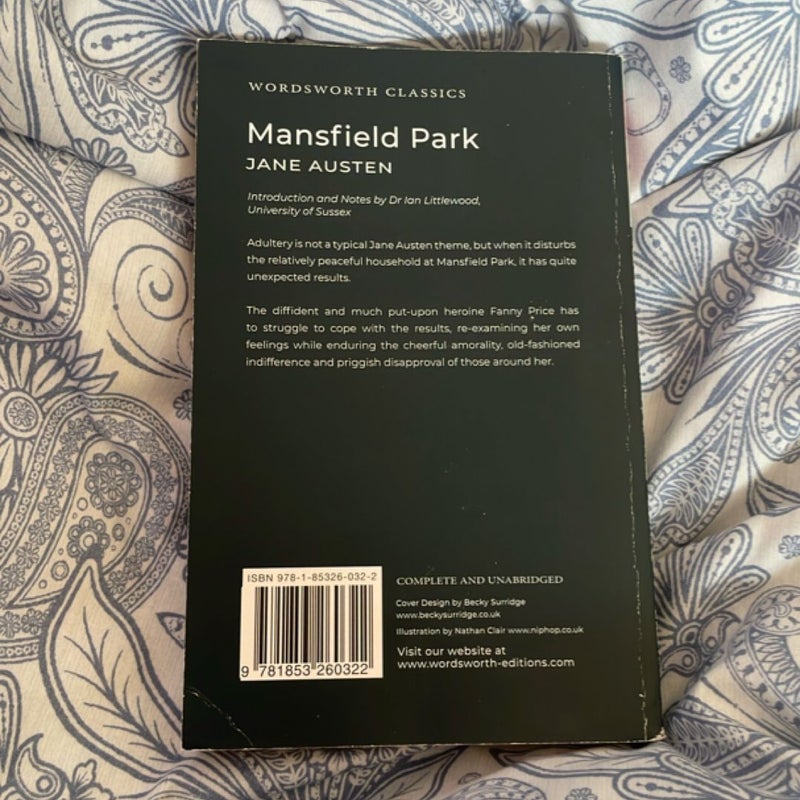 WORDSWORTH CLASSICS
Mansfield Park
JANE AUSTEN
Introduction and Notes by Dr Ian Littlewood,
University of Sussex
Adultery is not a typical Jane Austen theme, but when it disturbs
the relatively peaceful household at Mansfield Park, it has quite
unexpected results.
The diffident and much put-upon heroine Fanny Price has
to struggle to cope with the results, re-examining her own
feelings while enduring the cheerful amorality, old-fashioned
indifference and priggish disapproval of those around her.
ISBN 978-1-85326-032-2
9 781853 260322
COMPLETE AND UNABRIDGED
Cover Design by Becky Surridge
www.beckysurridge.co.uk
Illustration by Nathan Clair www.niphop.co.uk
Visit our website at
www.wordsworth-editions.com